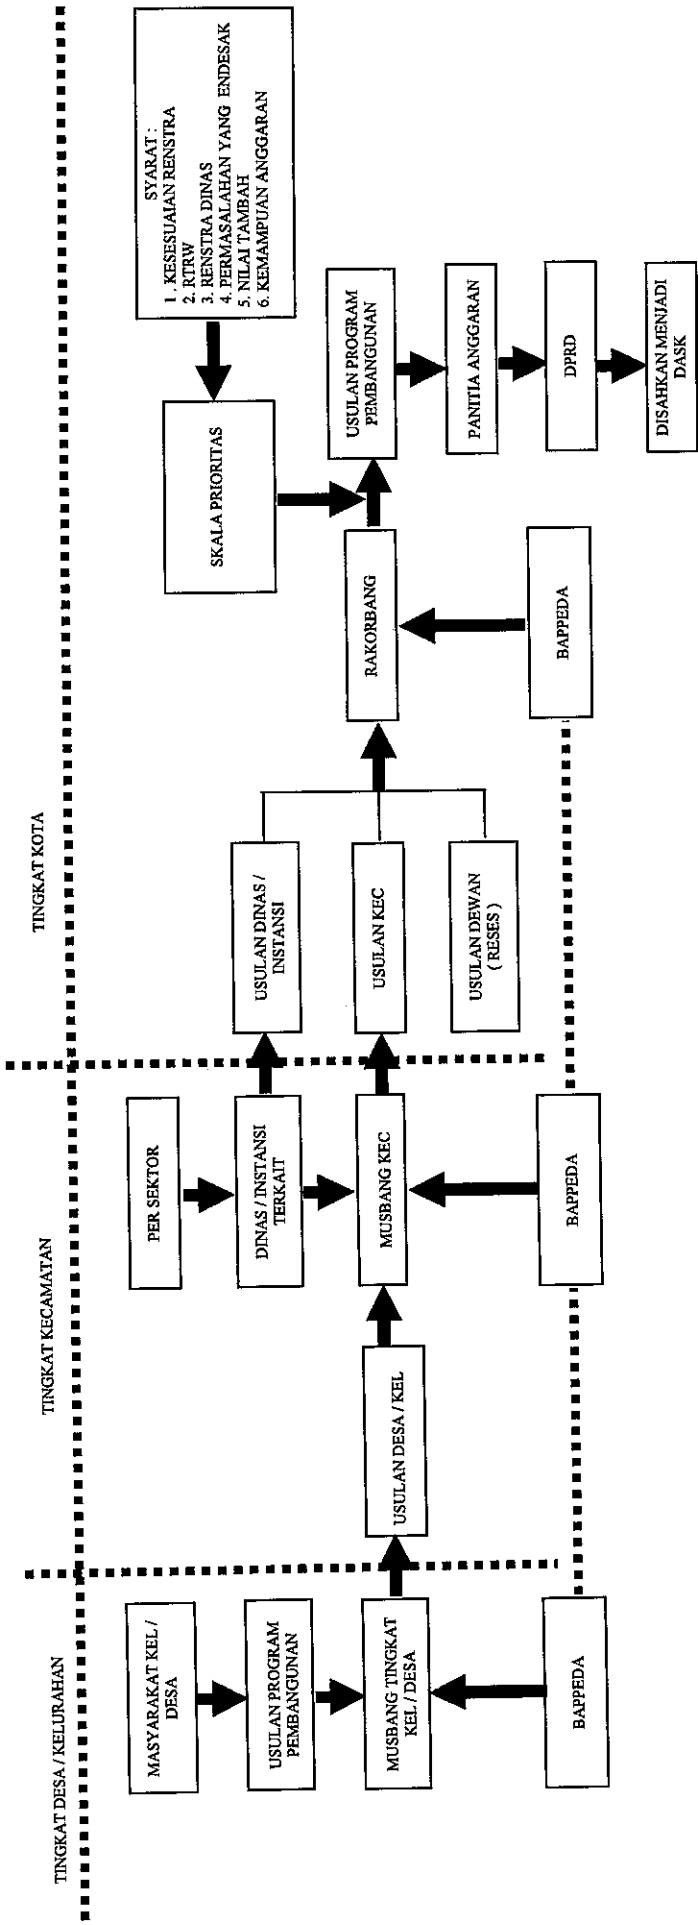 TINGKAT DESA / KELURAHAN
TINGKAT KECAMATAN
TINGKAT KOTA
MASYARAKAT KEL /
DESA
USULAN PROGRAM
PEMBANGUNAN
MUSBANG TINGKAT
KEL / DESA
BAPPEDA
USULAN DESA / KEL
PER SEKTOR
DINAS / INSTANSI
TERKAIT
MUSBANG KEC
BAPPEDA
USULAN DINAS /
INSTANSI
USULAN KEC
USULAN DEWAN
( RESES )
RAKORBANG
BAPPEDA
SKALA PRIORITAS
SYARAT :
1 . KESESUAIAN RENSTRA
2. RTRW
3. RENSTRA DINAS
4. PERMASALAHAN YANG ENDESAK
5. NILAI TAMBAH
6. KEMAMPUAN ANGGARAN
USULAN PROGRAM
PEMBANGUNAN
PANITIA ANGGARAN
DPRD
DISAHKAN MENJADI
DASK